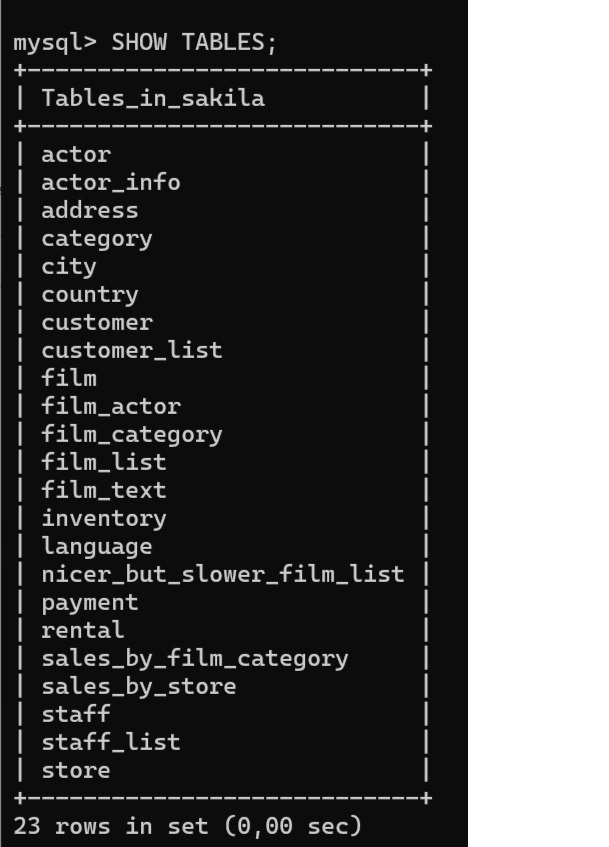 mysql> SHOW TABLES;
+----------------------------+
| Tables_in_sakila           |
+----------------------------+
| actor                      |
| actor_info                 |
| address                    |
| category                   |
| city                       |
| country                    |
| customer                   |
| customer_list              |
| film                       |
| film_actor                 |
| film_category              |
| film_list                  |
| film_text                  |
| inventory                  |
| language                   |
| nicer_but_slower_film_list |
| payment                    |
| rental                     |
| sales_by_film_category     |
| sales_by_store             |
| staff                      |
| staff_list                 |
| store                      |
+----------------------------+
23 rows in set (0,00 sec)